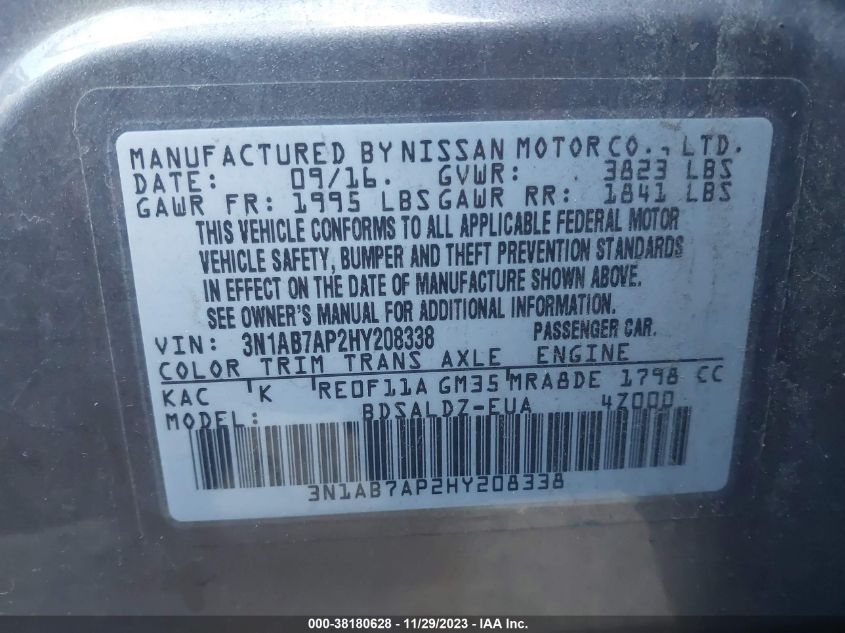 MANUFACTURED BY NISSAN MOTOR CO., LTD.
DATE: 09/16. GVWR: 3823 LBS
GAWR FR: 1995 LBS GAWR RR: 1841 LBS
THIS VEHICLE CONFORMS TO ALL APPLICABLE FEDERAL MOTOR
VEHICLE SAFETY, BUMPER AND THEFT PREVENTION STANDARDS
IN EFFECT ON THE DATE OF MANUFACTURE SHOWN ABOVE.
SEE OWNER'S MANUAL FOR ADDITIONAL INFORMATION.
VIN: 3N1AB7AP2HY208338 PASSENGER CAR.
COLOR TRIM TRANS AXLE ENGINE
KAC K RE0F11A GM35 MRA8DE 1798 CC
MODEL: BDSALDZ-EUA 4Z000
3N1AB7AP2HY208338
000-38180628 - 11/29/2023 - IAA Inc.